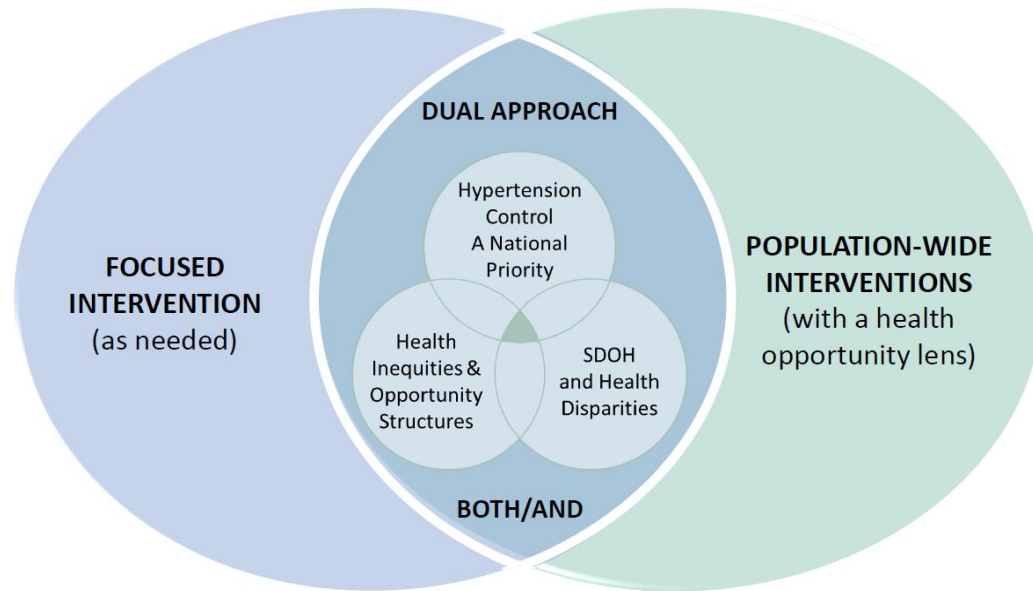 DUAL APPROACH
Hypertension
Control
A National
Priority
FOCUSED
INTERVENTION
(as needed)
Health
Inequities &
Opportunity
Structures
SDOH
and Health
Disparities
POPULATION-WIDE
INTERVENTIONS
(with a health
opportunity lens)
BOTH/AND